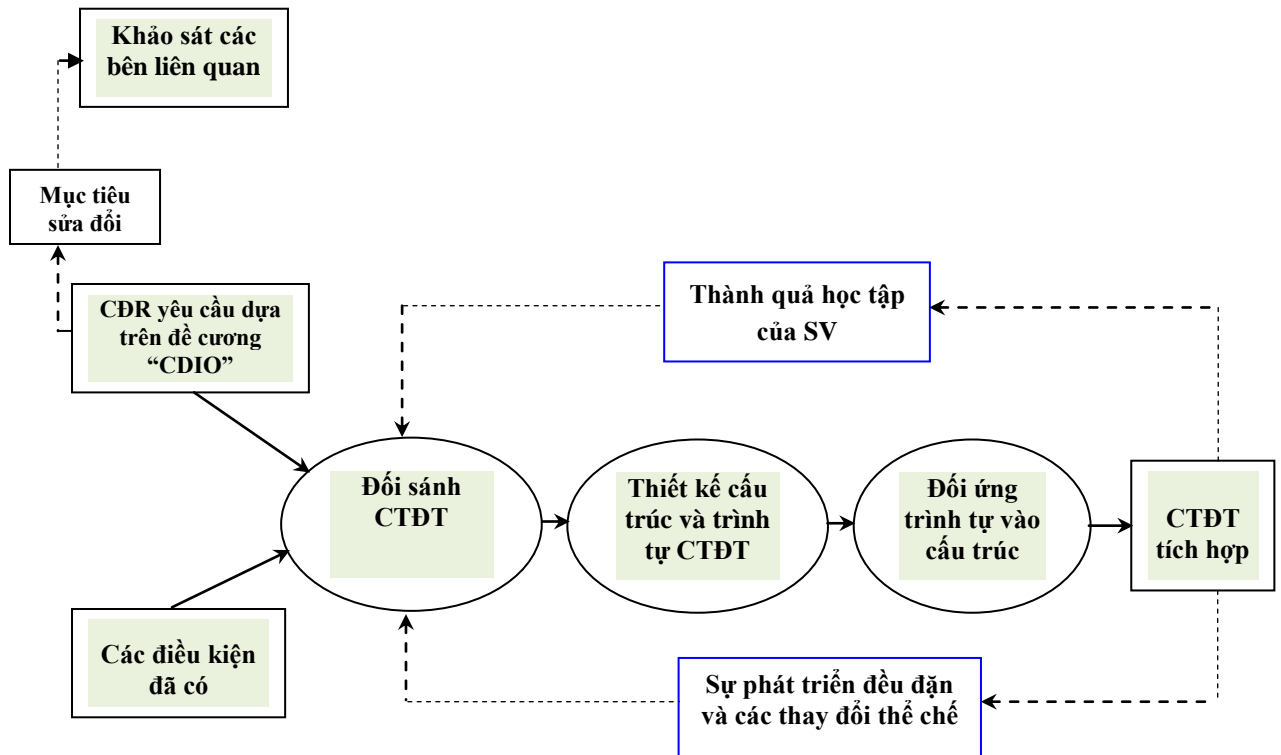 Khảo sát các
bên liên quan
Mục tiêu
sửa đổi
CĐR yêu cầu dựa
trên đề cương
“CDIO”
Thành quả học tập
của SV
Đối sánh
CTĐT
Thiết kế cấu
trúc và trình
tự CTĐT
Đối ứng
trình tự vào
cấu trúc
CTĐT
tích hợp
Các điều kiện
đã có
Sự phát triển đều đặn
và các thay đổi thể chế